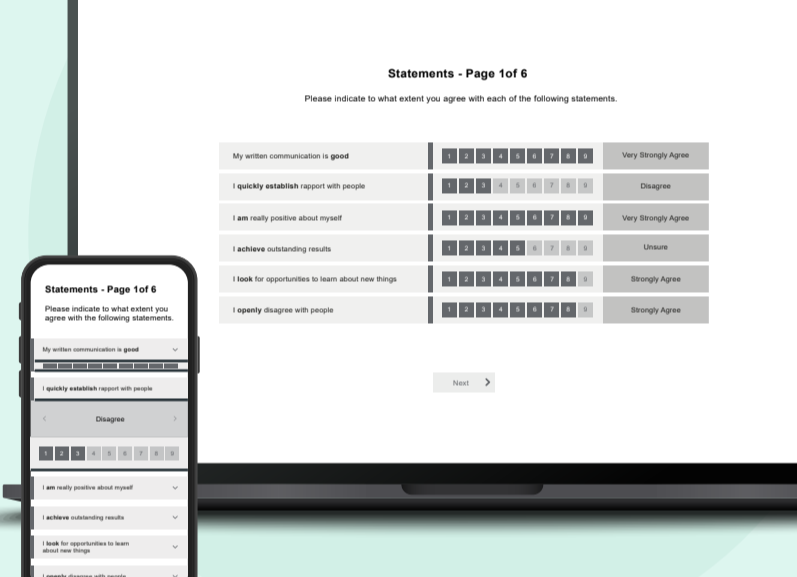 Statements - Page 1of 6
Please indicate to what extent you agree with each of the following statements.
My written communication is good 1 2 3 4 5 6 7 8 9 Very Strongly Agree
I quickly establish rapport with people 1 2 3 4 5 6 7 8 9 Disagree
I am really positive about myself 1 2 3 4 5 6 7 8 9 Very Strongly Agree
I achieve outstanding results 1 2 3 4 5 6 7 8 9 Unsure
I look for opportunities to learn about new things 1 2 3 4 5 6 7 8 9 Strongly Agree
I openly disagree with people 1 2 3 4 5 6 7 8 9 Strongly Agree
Next
Statements - Page 1of 6
Please indicate to what extent you
agree with the following statements.
My written communication is good
I quickly establish rapport with people
Disagree
1 2 3 4 5 6 7 8 9
I am really positive about myself
I achieve outstanding results
I look for opportunities to learn
about new things
I openly disagree with people